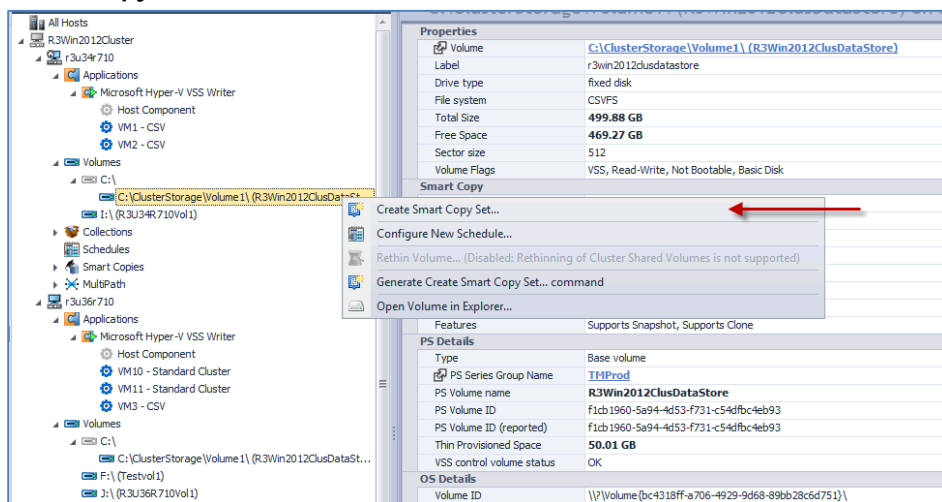 All Hosts
R3Win2012Cluster
r3u34r710
Applications
Microsoft Hyper-V VSS Writer
Host Component
VM1 - CSV
VM2 - CSV
Volumes
C:\
C:\ClusterStorage\Volume1\ (R3Win2012ClusDataSt...
I:\ (R3U34R710Vol1)
Collections
Schedules
Smart Copies
MultiPath
r3u36r710
Applications
Microsoft Hyper-V VSS Writer
Host Component
VM10 - Standard Cluster
VM11 - Standard Cluster
VM3 - CSV
Volumes
C:\
C:\ClusterStorage\Volume1\ (R3Win2012ClusDataSt...
F:\ (Testvol1)
J:\ (R3U36R710Vol1)
Create Smart Copy Set...
Configure New Schedule...
Rethin Volume... (Disabled: Rethinning of Cluster Shared Volumes is not supported)
Generate Create Smart Copy Set... command
Open Volume in Explorer...
Properties
Volume C:\ClusterStorage\Volume1\ (R3Win2012ClusDataStore)
Label r3win2012clusdatastore
Drive type fixed disk
File system CSVFS
Total Size 499.88 GB
Free Space 469.27 GB
Sector size 512
Volume Flags VSS, Read-Write, Not Bootable, Basic Disk
Smart Copy
Features Supports Snapshot, Supports Clone
PS Details
Type Base volume
PS Series Group Name TMProd
PS Volume name R3Win2012ClusDataStore
PS Volume ID f1cb1960-5a94-4d53-f731-c54dfbc4eb93
PS Volume ID (reported) f1cb1960-5a94-4d53-f731-c54dfbc4eb93
Thin Provisioned Space 50.01 GB
VSS control volume status OK
OS Details
Volume ID \\?\Volume{bc4318ff-a706-4929-9d68-89bb28c6d751}\